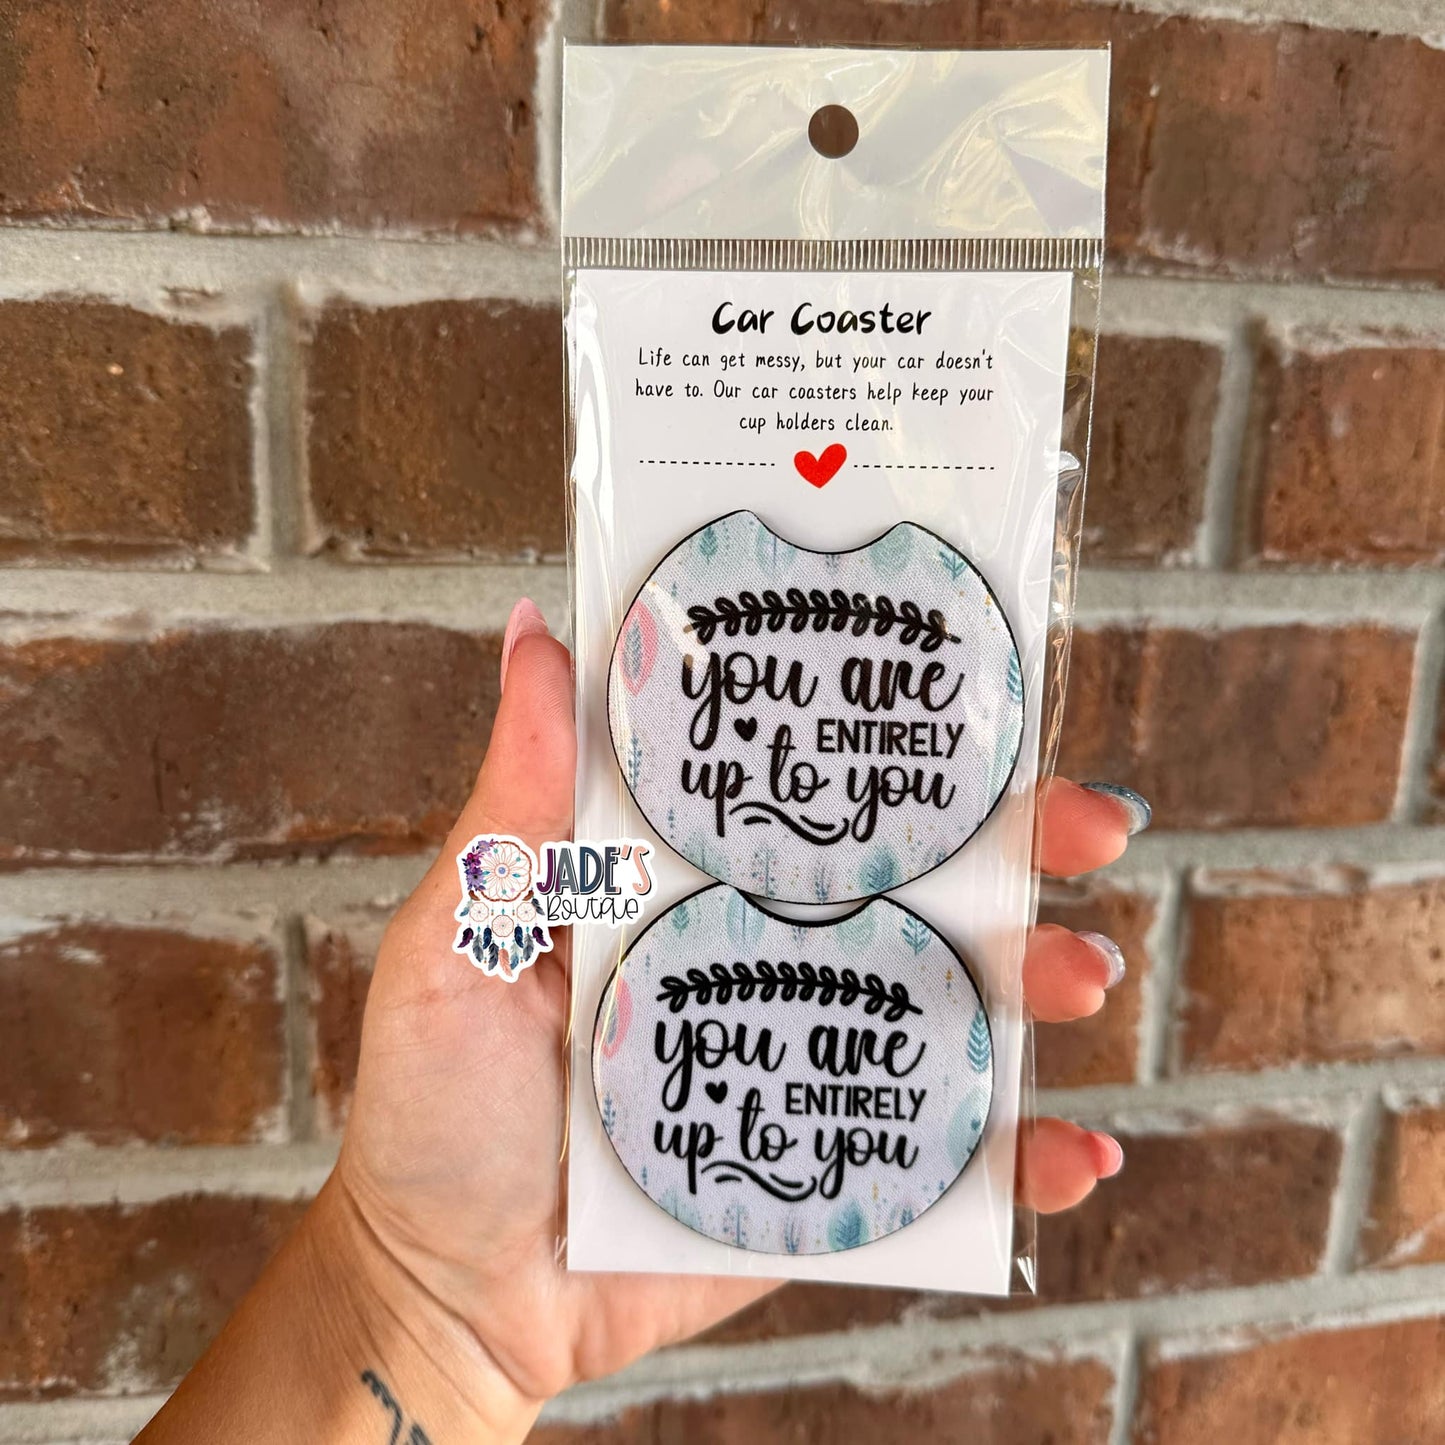 Car Coaster
Life can get messy, but your car doesn't
have to. Our car coasters help keep your
cup holders clean.
you are
ENTIRELY
up to you
JADE'S
Boutique
you are
ENTIRELY
up to you